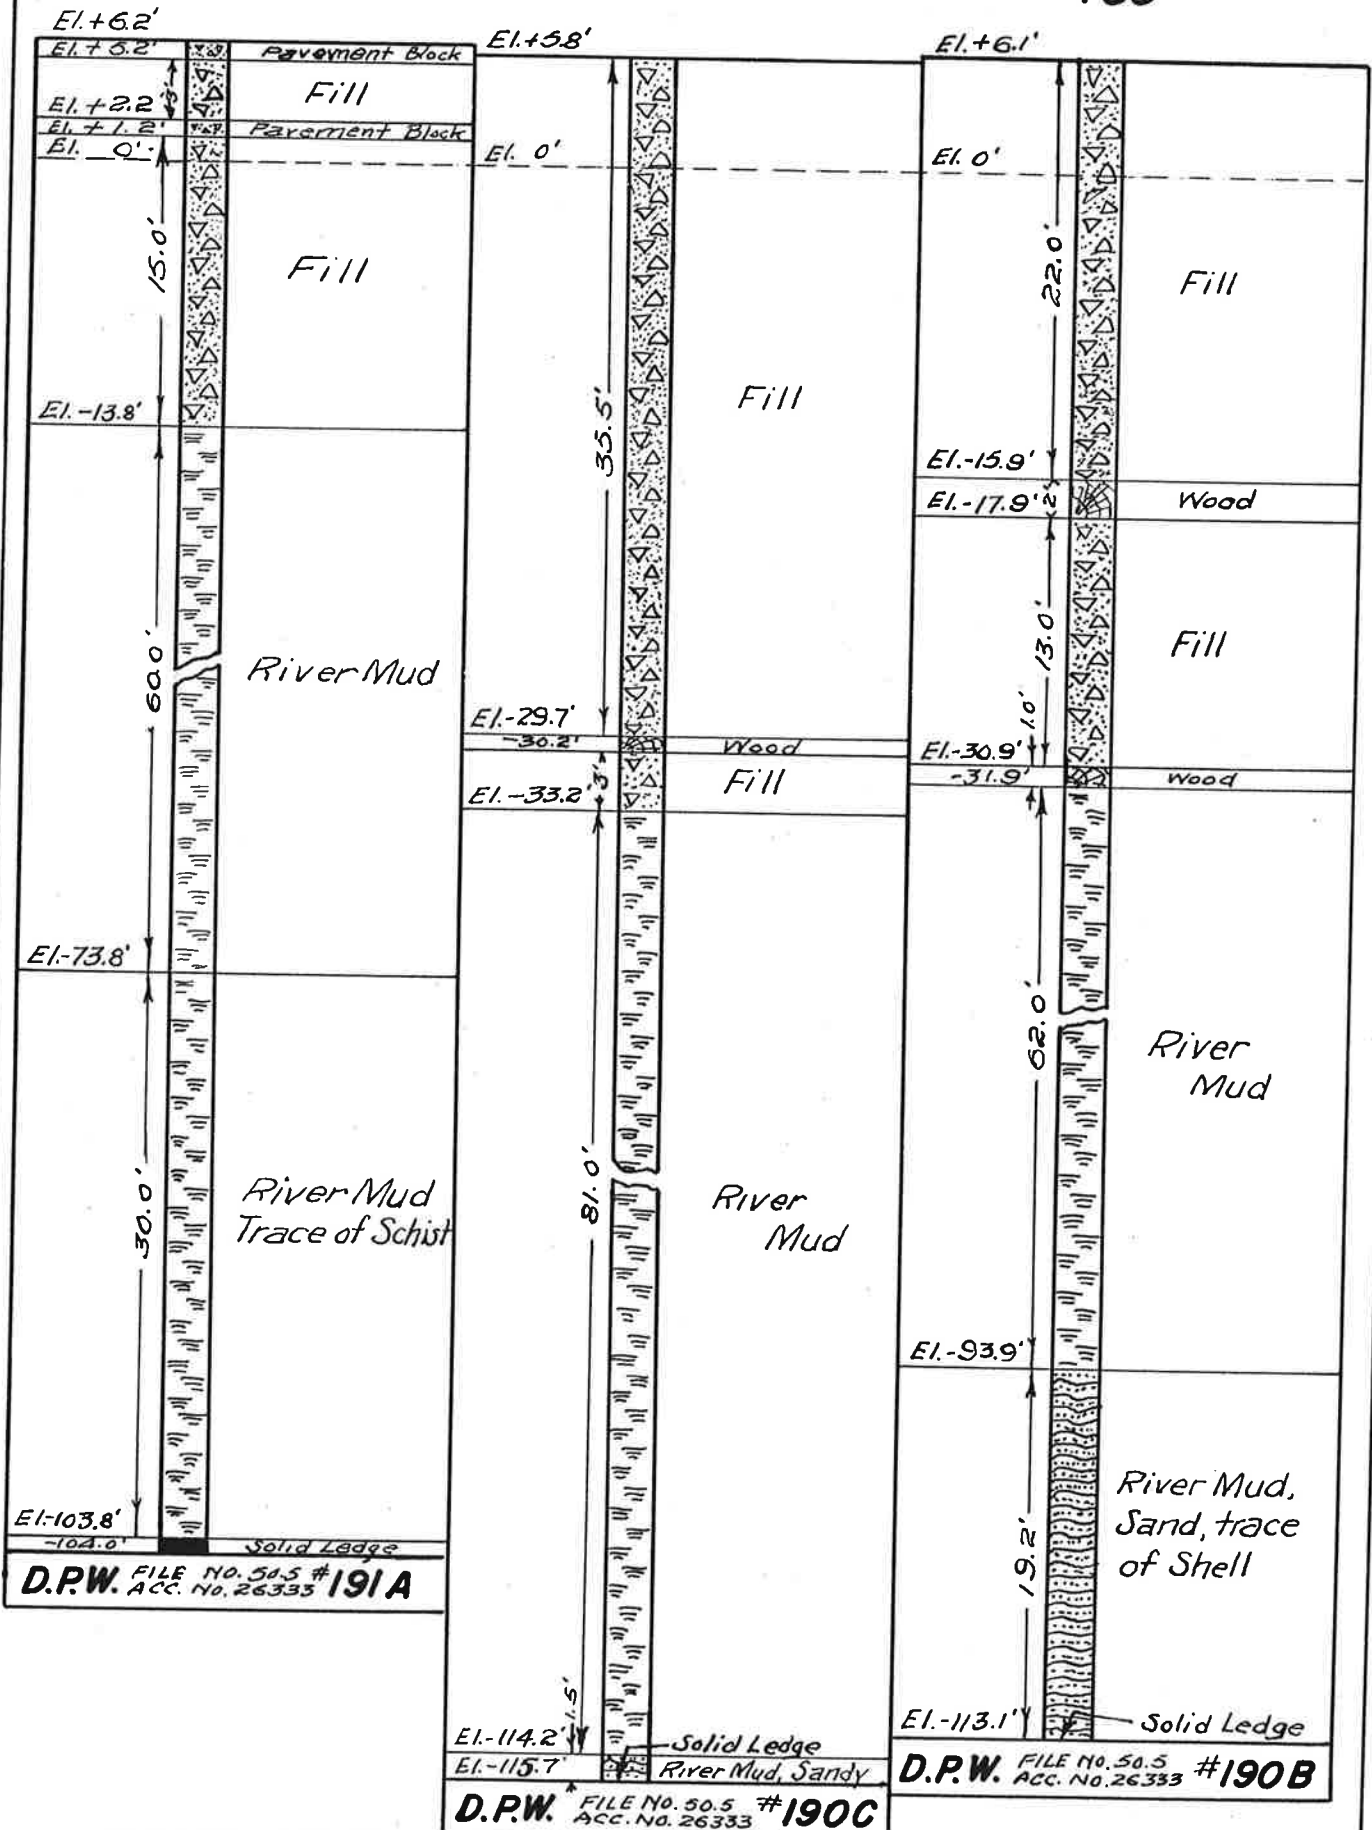 El.+6.2'
El.+5.2'
Pavement Block
3'
Fill
El.+2.2'
El.+1.2'
Pavement Block
El. 0'
15.0'
Fill
El.-13.8'
60.0'
River Mud
El.-73.8'
30.0'
River Mud
Trace of Schist
El.-103.8'
-104.0'
Solid Ledge
D.P.W. FILE NO. 50.5 #191A
ACC. NO. 26333
El.+5.8'
El. 0'
35.5'
Fill
El.-29.7'
-30.2'
Wood
3'
Fill
El.-33.2'
81.0'
River
Mud
1.5'
El.-114.2'
Solid Ledge
El.-115.7'
River Mud, Sandy
D.P.W. FILE NO. 50.5 #190C
ACC. NO. 26333
El.+6.1'
El. 0'
22.0'
Fill
El.-15.9'
El.-17.9'
2'
Wood
13.0'
Fill
1.0'
El.-30.9'
-31.9'
Wood
62.0'
River
Mud
El.-93.9'
19.2'
River Mud,
Sand, trace
of Shell
El.-113.1'
Solid Ledge
D.P.W. FILE NO. 50.5 #190B
ACC. NO. 26333